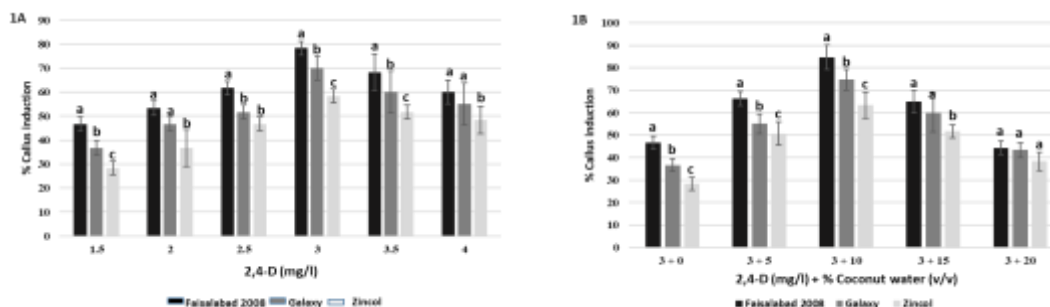 1A
90
80
70
60
50
40
30
20
10
0
% Callus induction
a b c
a a b
a b b
a b c
a b c
a a b
1.5 2 2.5 3 3.5 4
2,4-D (mg/l)
Faisalabad 2008 Galaxy Zincol
1B
100
90
80
70
60
50
40
30
20
10
0
% Callus induction
a b c
a b c
a b c
a a b
a a a
3 + 0 3 + 5 3 + 10 3 + 15 3 + 20
2,4-D (mg/l) + % Coconut water (v/v)
Faisalabad 2008 Galaxy Zincol